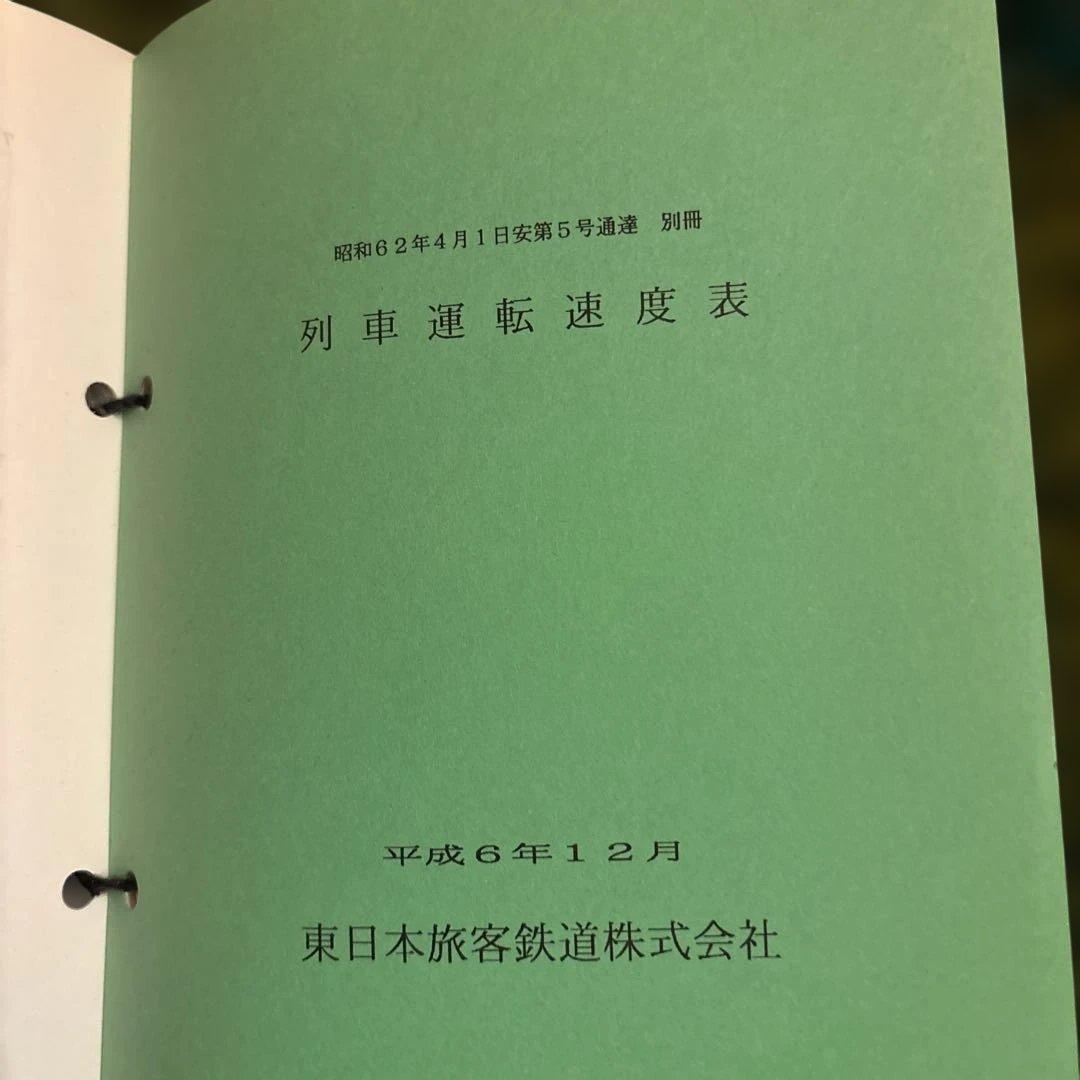 昭和62年4月1日安第5号通達　別冊
列車運転速度表
平成6年12月
東日本旅客鉄道株式会社